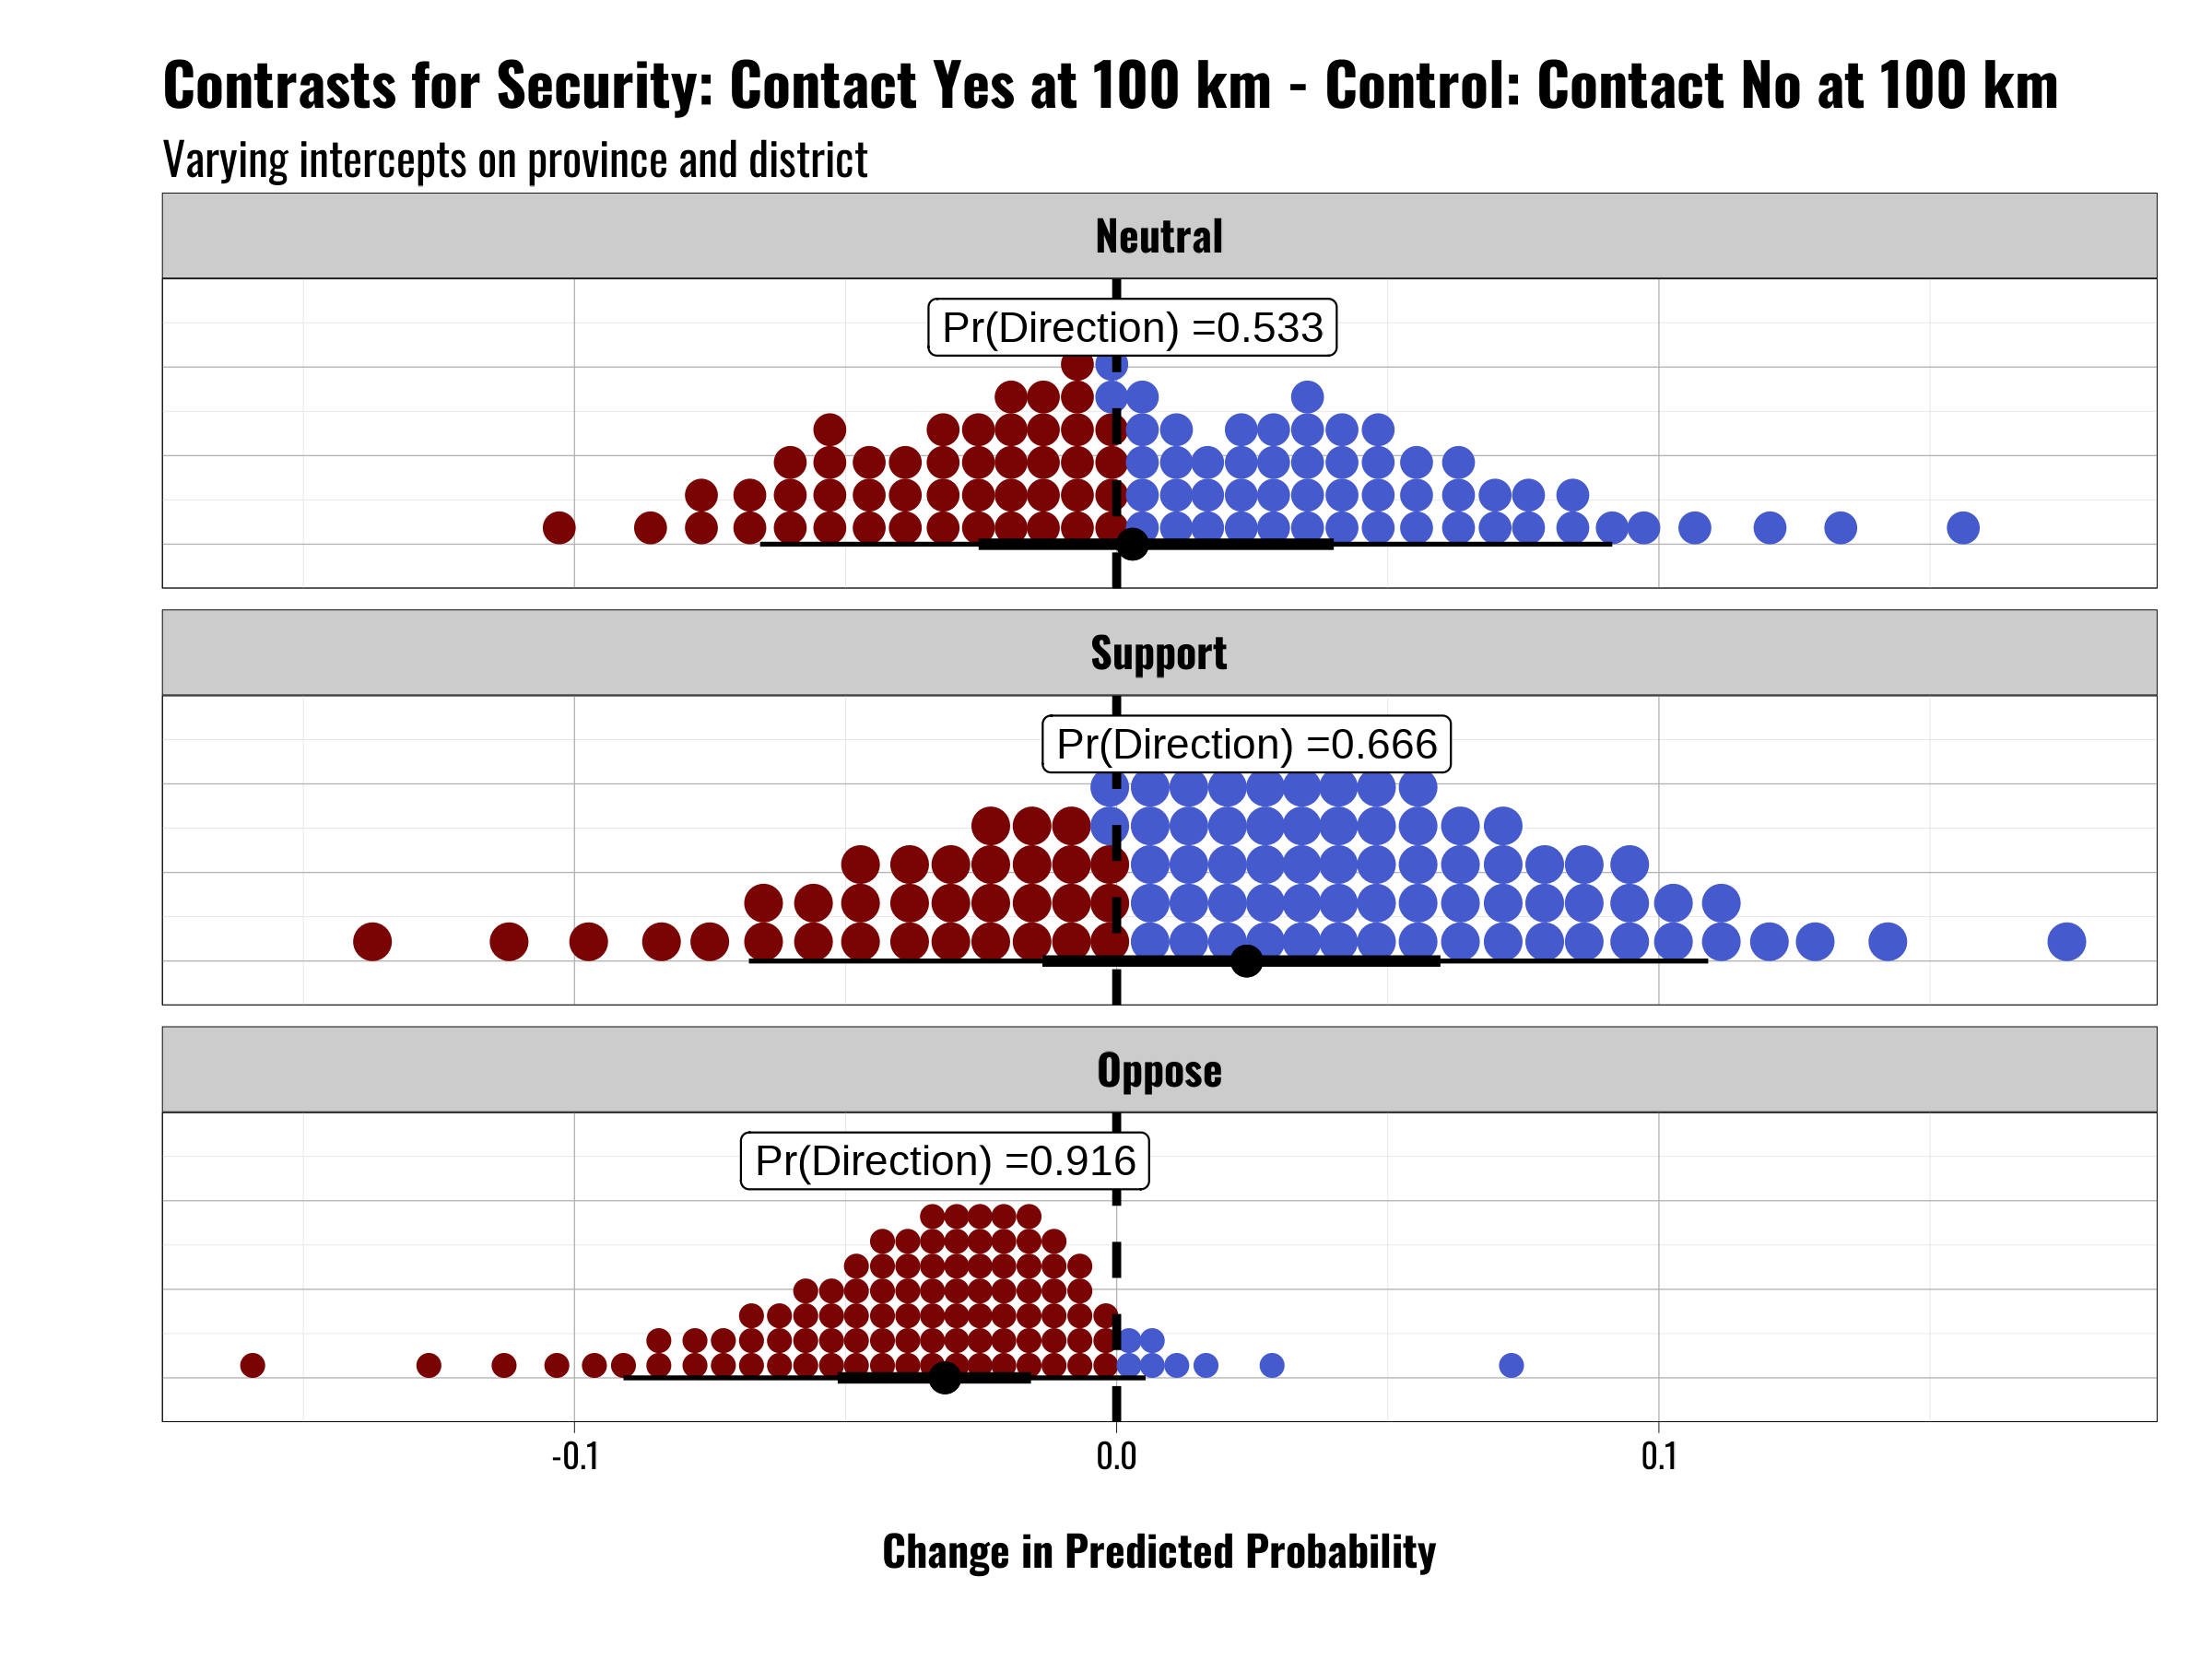 Contrasts for Security: Contact Yes at 100 km - Control: Contact No at 100 km
Varying intercepts on province and district
Neutral
Pr(Direction) =0.533
Support
Pr(Direction) =0.666
Oppose
Pr(Direction) =0.916
-0.1 0.0 0.1
Change in Predicted Probability